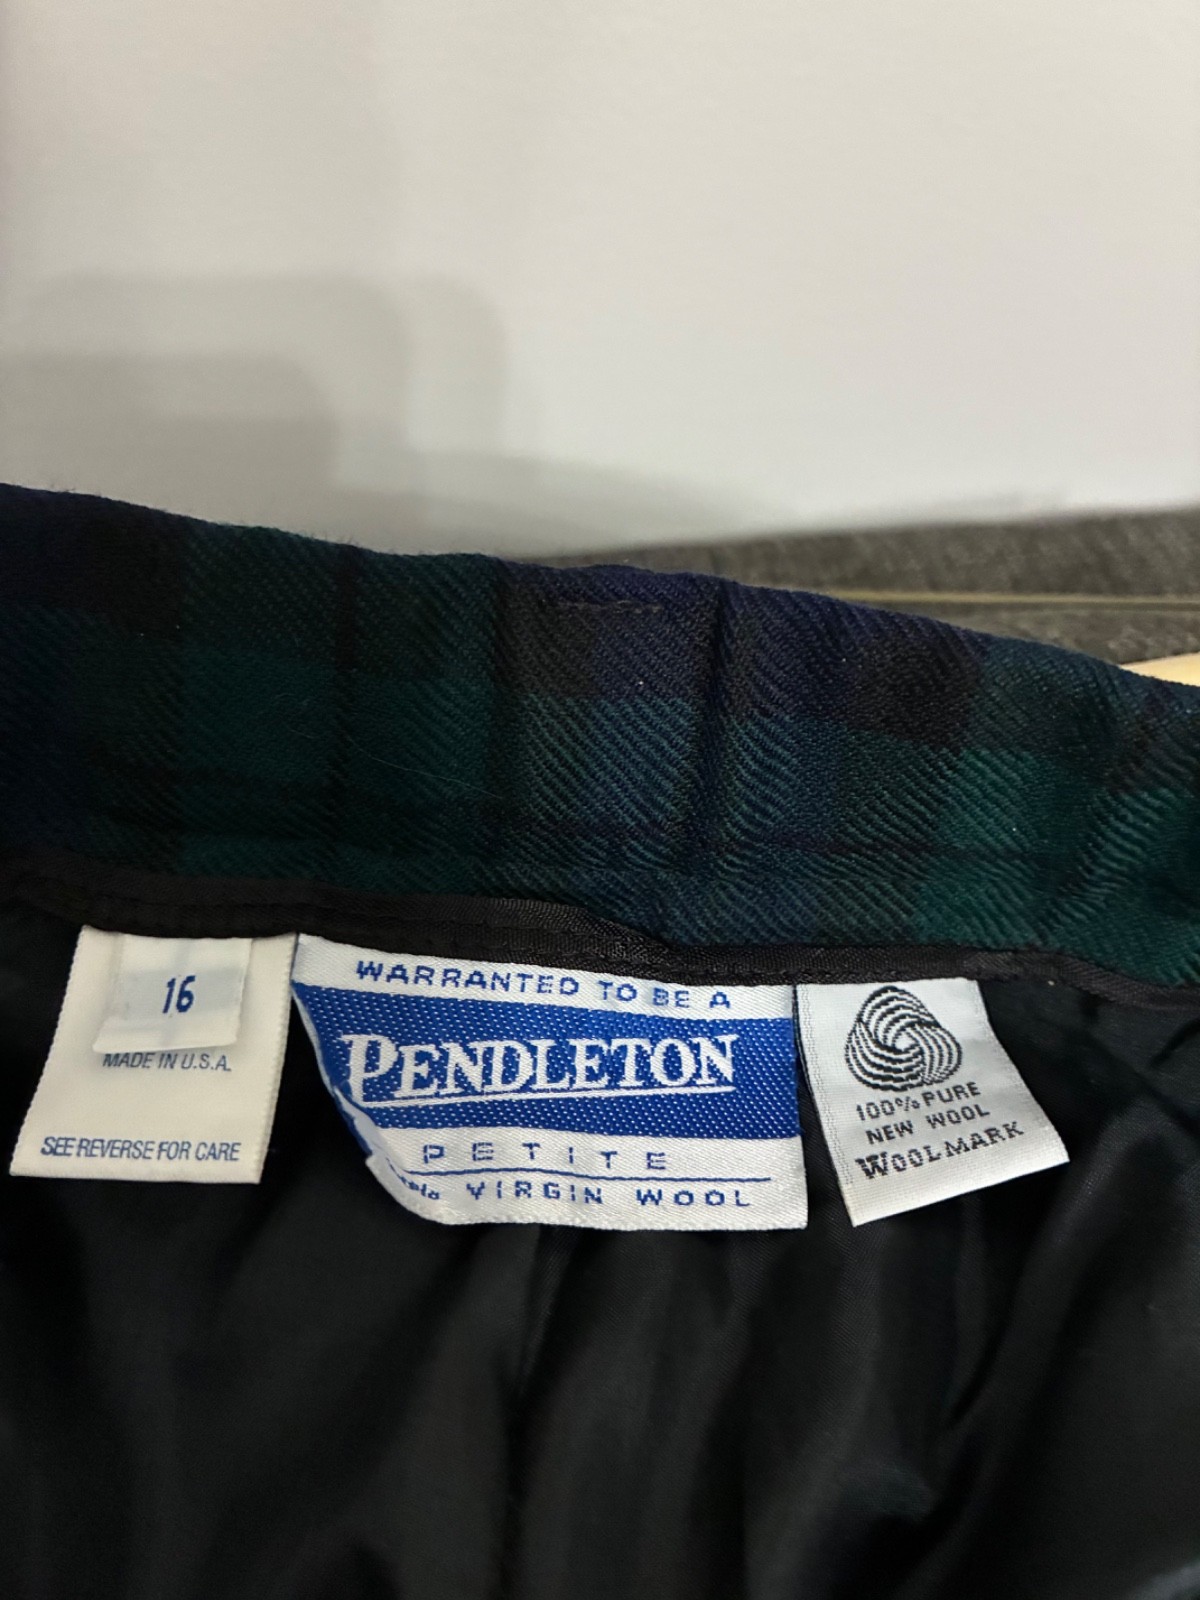 16
MADE IN U.S.A.
SEE REVERSE FOR CARE
WARRANTED TO BE A
PENDLETON
PETITE
VIRGIN WOOL
100% PURE
NEW WOOL
WOOLMARK